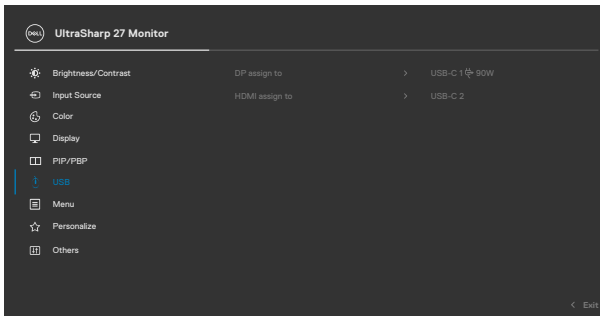 DELL UltraSharp 27 Monitor
Brightness/Contrast DP assign to > USB-C 1 90W
Input Source HDMI assign to > USB-C 2
Color
Display
PIP/PBP
USB
Menu
Personalize
Others
< Exit